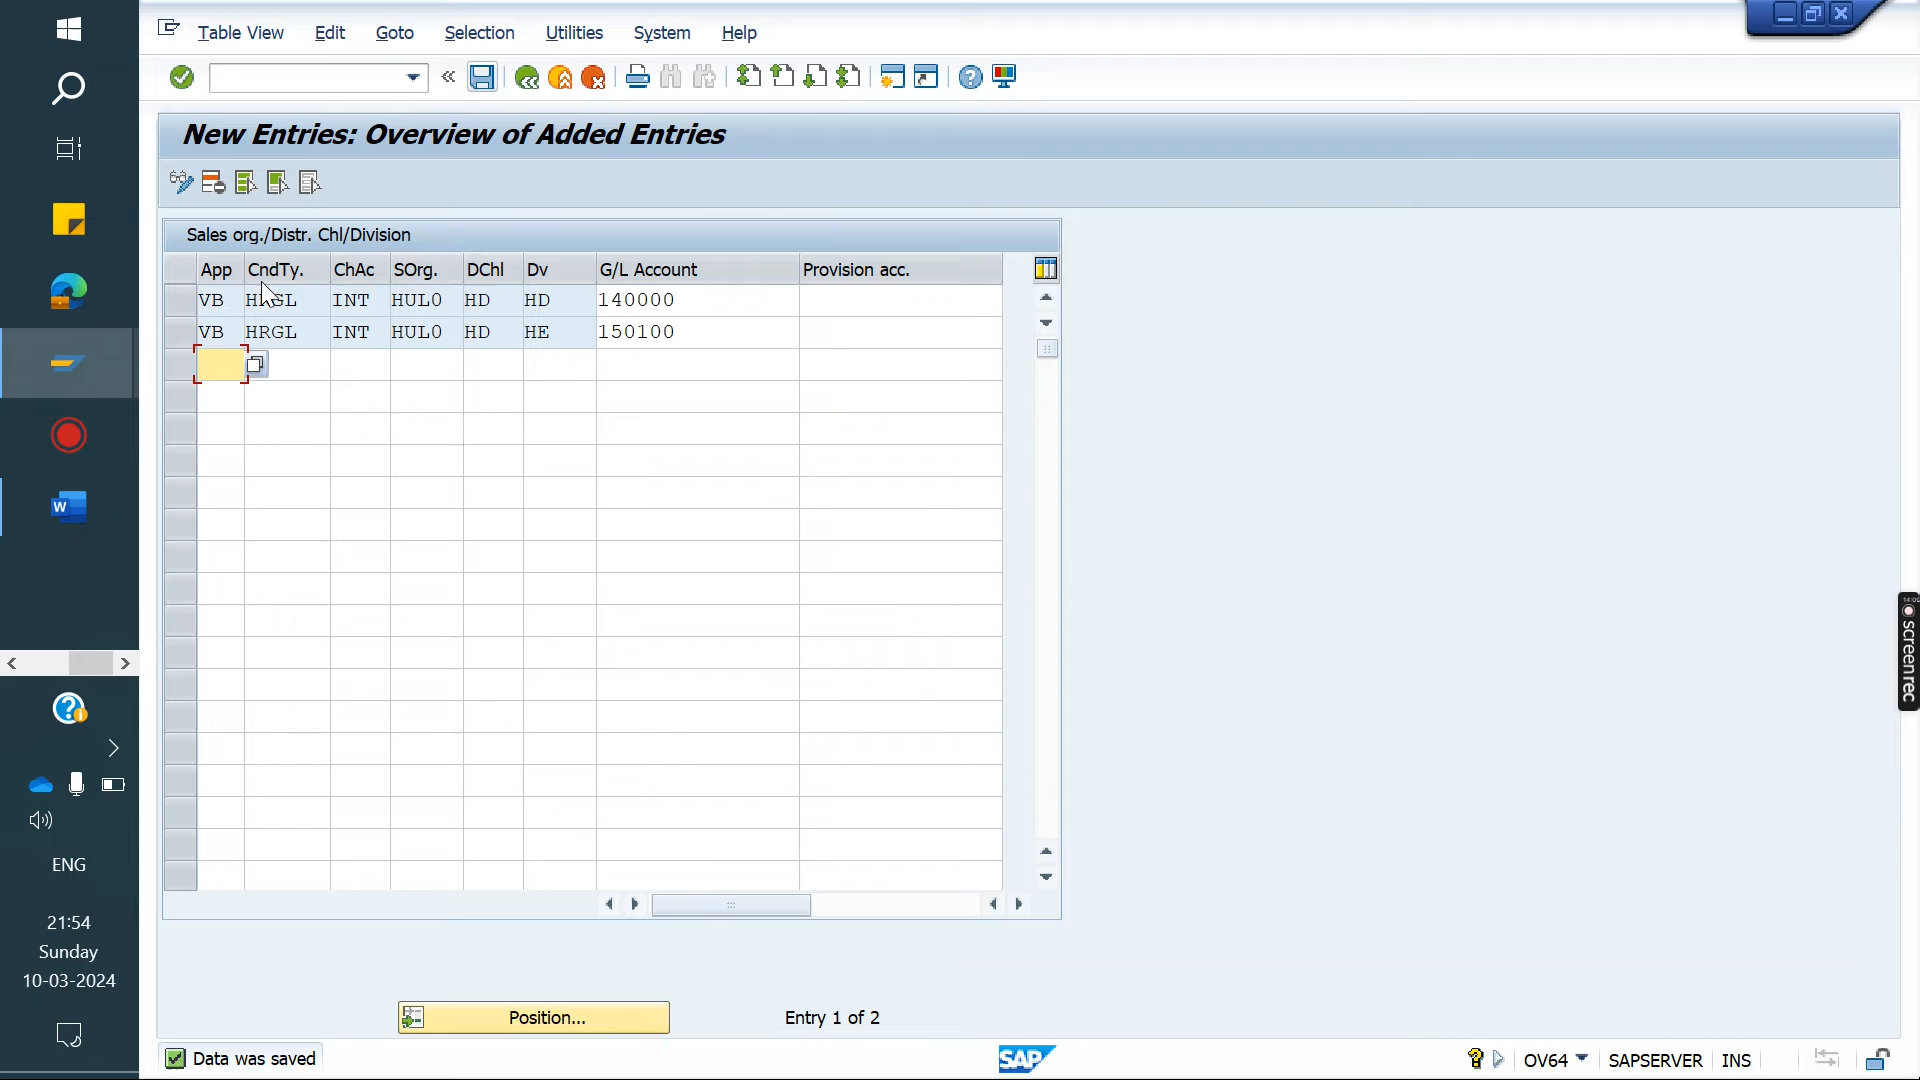 Table View Edit Goto Selection Utilities System Help
New Entries: Overview of Added Entries
Sales org./Distr. Chl/Division
App CndTy. ChAc SOrg. DChl Dv G/L Account Provision acc.
VB HRGL INT HUL0 HD HD 140000
VB HRGL INT HUL0 HD HE 150100
W
ENG
21:54
Sunday
10-03-2024
screenrec
Position... Entry 1 of 2
Data was saved
SAP
OV64 SAPSERVER INS